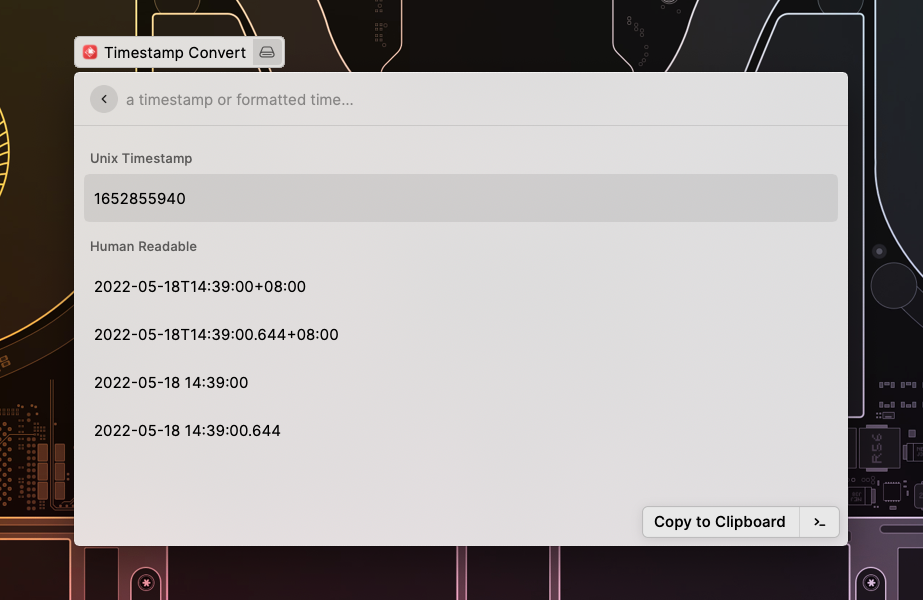 Timestamp Convert
a timestamp or formatted time...
Unix Timestamp
1652855940
Human Readable
2022-05-18T14:39:00+08:00
2022-05-18T14:39:00.644+08:00
2022-05-18 14:39:00
2022-05-18 14:39:00.644
R56
Copy to Clipboard